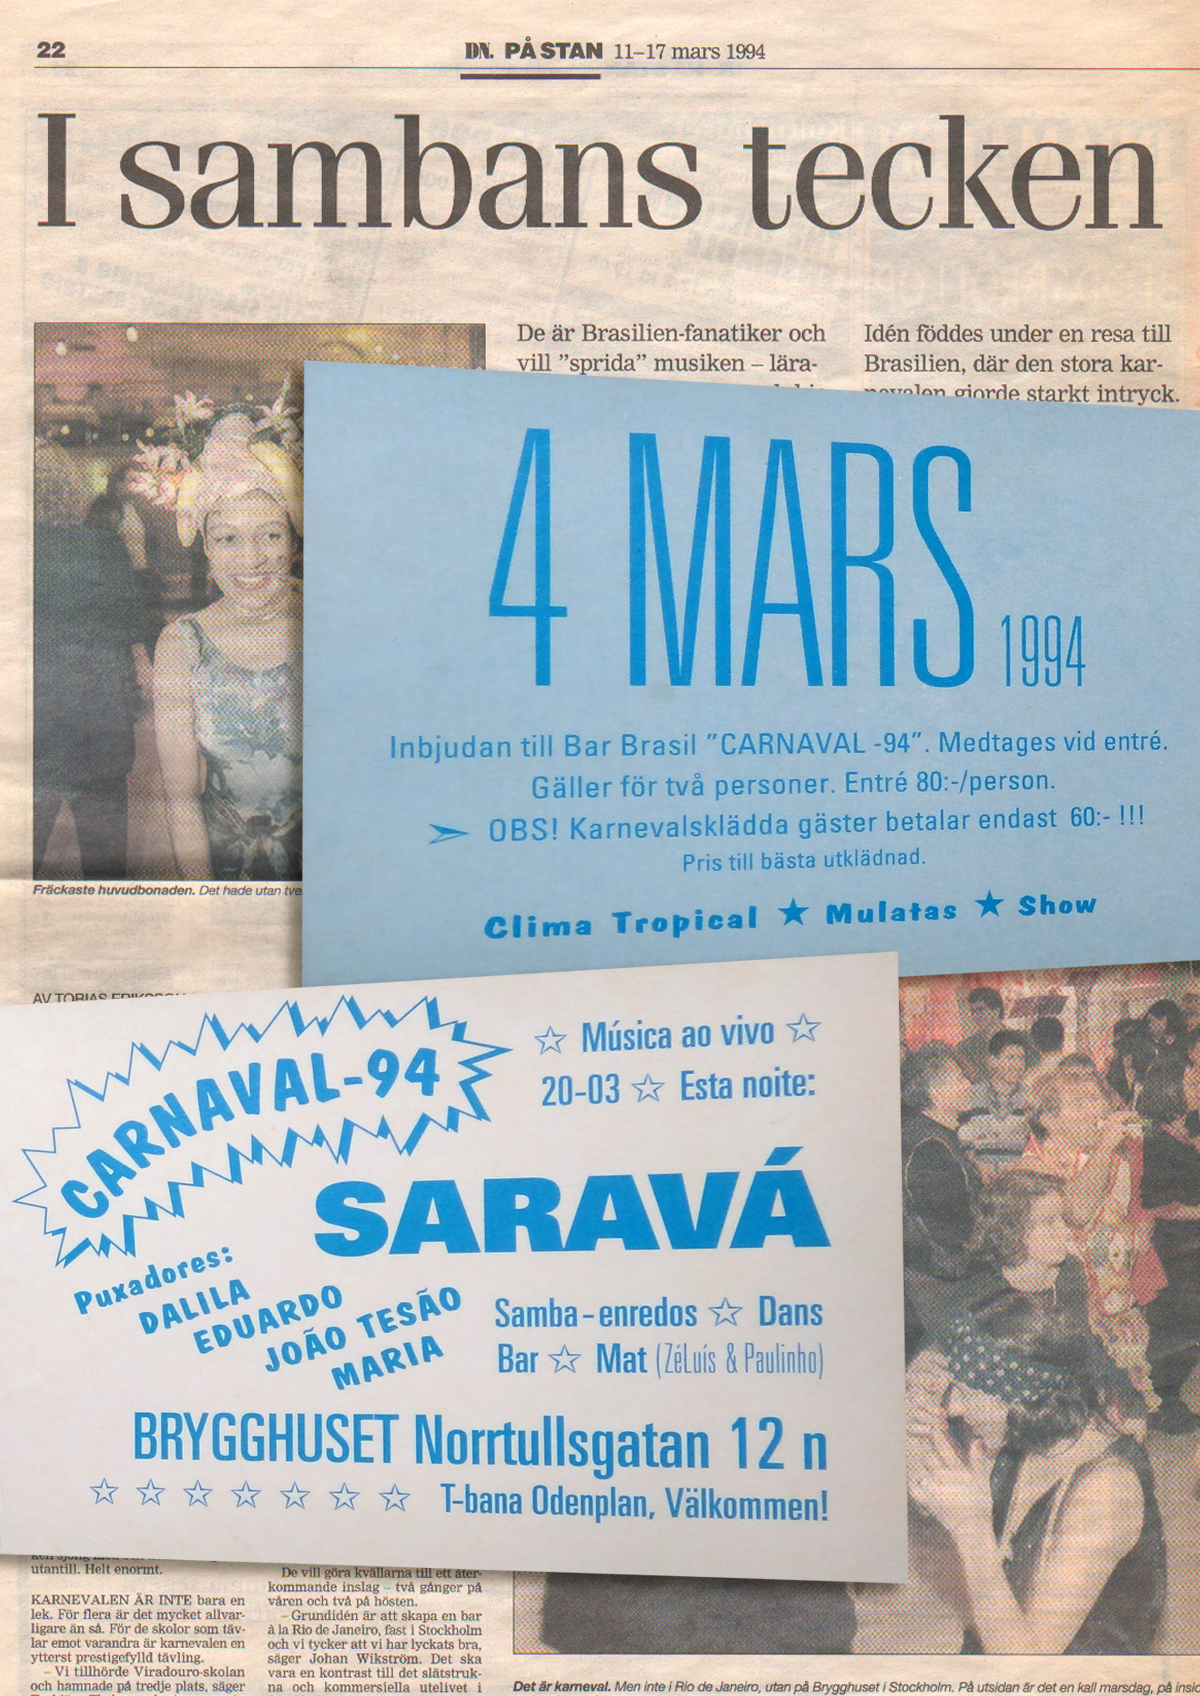 22
DN. PÅ STAN 11–17 mars 1994
I sambans tecken
De är Brasilien-fanatiker och
vill ”sprida” musiken – lära-
Idén föddes under en resa till
Brasilien, där den stora kar-
nevalen gjorde starkt intryck.
4 MARS 1994
Inbjudan till Bar Brasil ”CARNAVAL -94”. Medtages vid entré.
Gäller för två personer. Entré 80:-/person.
➢ OBS! Karnevalsklädda gäster betalar endast 60:- !!!
Pris till bästa utklädnad.
Clima Tropical ★ Mulatas ★ Show
Fräckaste huvudbonaden. Det hade utan tve
AV TOBIAS ERIKSSON
CARNAVAL-94
☆ Música ao vivo ☆
20-03 ☆ Esta noite:
SARAVÁ
Puxadores:
DALILA
EDUARDO
JOÃO TESÃO
MARIA
Samba-enredos ☆ Dans
Bar ☆ Mat (ZéLuís & Paulinho)
BRYGGHUSET Norrtullsgatan 12 n
☆ ☆ ☆ ☆ ☆ ☆ ☆ T-bana Odenplan, Välkommen!
utantill. Helt enormt.
KARNEVALEN ÄR INTE bara en
lek. För flera är det mycket allvar-
ligare än så. För de skolor som täv-
lar emot varandra är karnevalen en
ytterst prestigefylld tävling.
– Vi tillhörde Viradouro-skolan
och hamnade på tredje plats, säger
De vill göra kvällarna till ett åter-
kommande inslag – två gånger på
våren och två på hösten.
– Grundidén är att skapa en bar
à la Rio de Janeiro, fast i Stockholm
och vi tycker att vi har lyckats bra,
säger Johan Wikström. Det ska
vara en kontrast till det slätstruk-
na och kommersiella utelivet i
Det är karneval. Men inte i Rio de Janeiro, utan på Brygghuset i Stockholm. På utsidan är det en kall marsdag, på insid